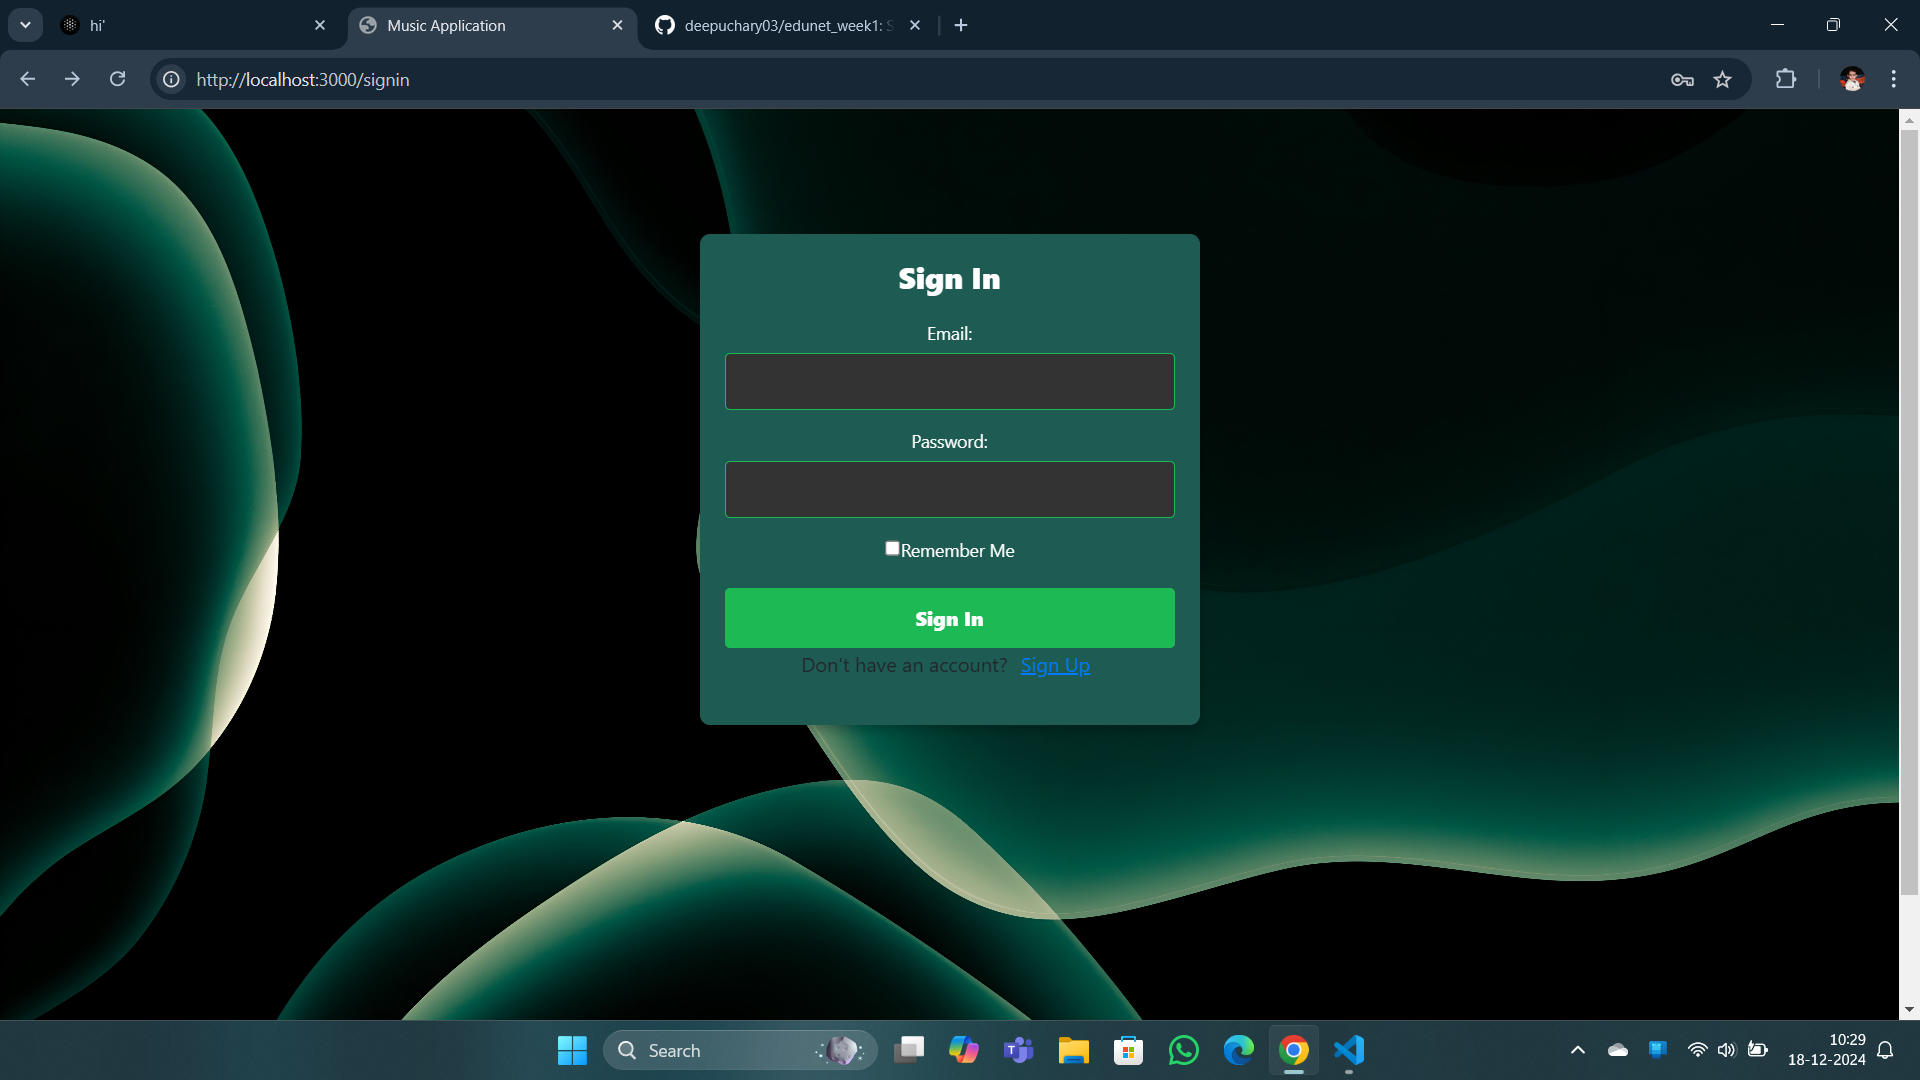 hi'
Music Application
deepuchary03/edunet_week1: S
http://localhost:3000/signin
Sign In
Email:
Password:
Remember Me
Sign In
Don't have an account? Sign Up
Search
10:29
18-12-2024